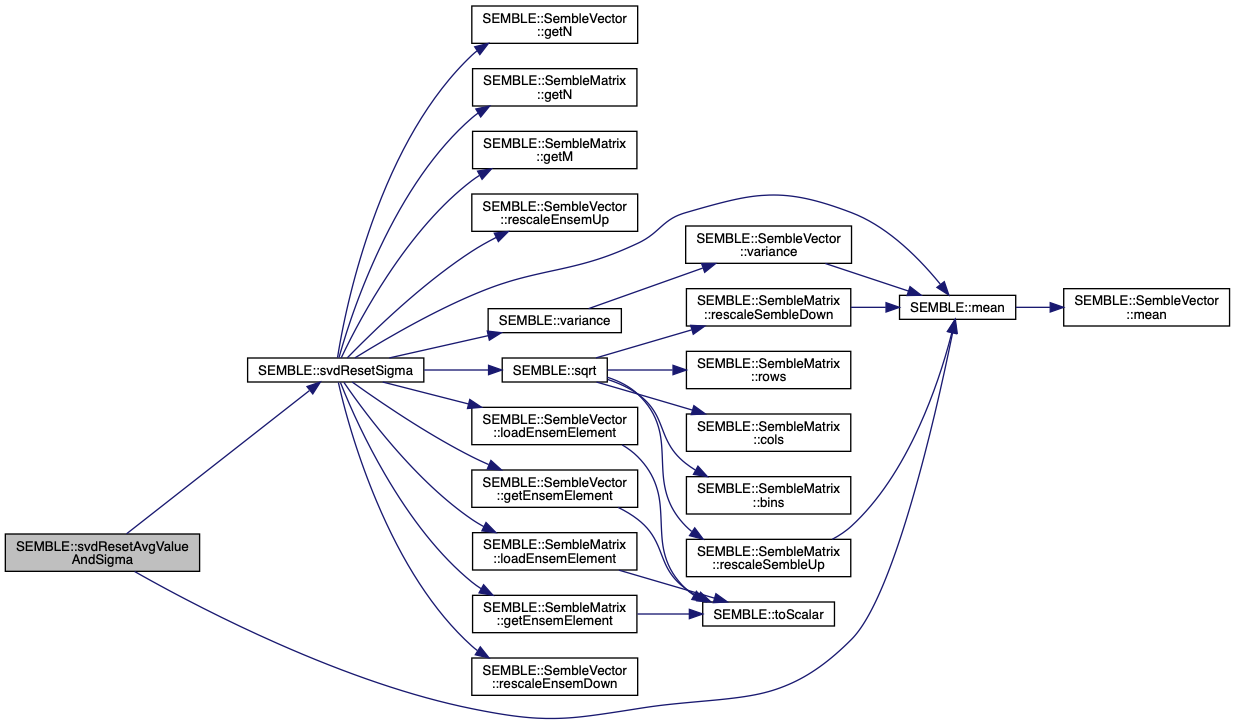 SEMBLE::svdResetAvgValue
AndSigma
SEMBLE::svdResetSigma
SEMBLE::SembleVector
::getN
SEMBLE::SembleMatrix
::getN
SEMBLE::SembleMatrix
::getM
SEMBLE::SembleVector
::rescaleEnsemUp
SEMBLE::variance
SEMBLE::sqrt
SEMBLE::SembleVector
::loadEnsemElement
SEMBLE::SembleVector
::getEnsemElement
SEMBLE::SembleMatrix
::loadEnsemElement
SEMBLE::SembleMatrix
::getEnsemElement
SEMBLE::SembleVector
::rescaleEnsemDown
SEMBLE::SembleVector
::variance
SEMBLE::SembleMatrix
::rescaleSembleDown
SEMBLE::SembleMatrix
::rows
SEMBLE::SembleMatrix
::cols
SEMBLE::SembleMatrix
::bins
SEMBLE::SembleMatrix
::rescaleSembleUp
SEMBLE::toScalar
SEMBLE::mean
SEMBLE::SembleVector
::mean